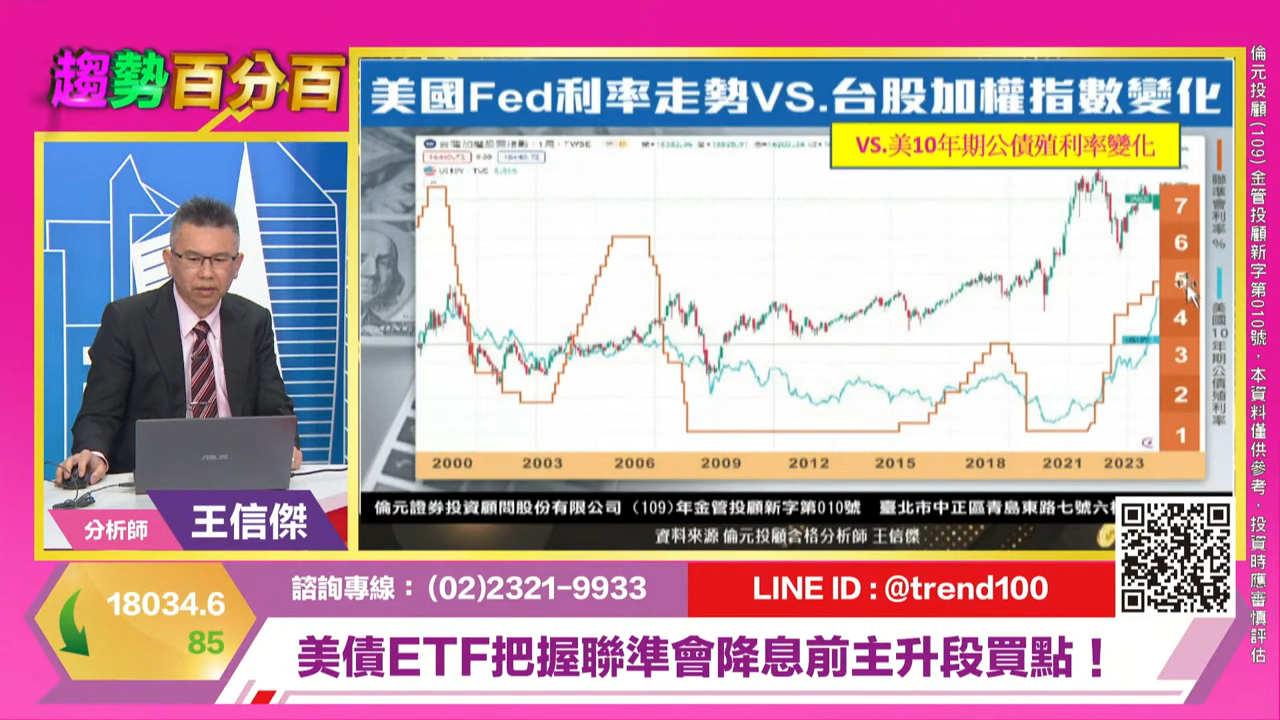 趨勢百分百
美國Fed利率走勢VS.台股加權指數變化
VS.美10年期公債殖利率變化
聯準會利率 %
美國10年期公債殖利率
7
6
5
4
3
2
1
2000 2003 2006 2009 2012 2015 2018 2021 2023
ASUS
分析師 王信傑
倫元證券投資顧問股份有限公司 (109)年金管投顧新字第010號 臺北市中正區青島東路七號六
資料來源 倫元投顧合格分析師 王信傑
諮詢專線:(02)2321-9933
LINE ID : @trend100
18034.6
85
美債ETF把握聯準會降息前主升段買點!
倫元投顧(109)金管投顧新字第010號,本資料僅供參考,投資時應審慎評估